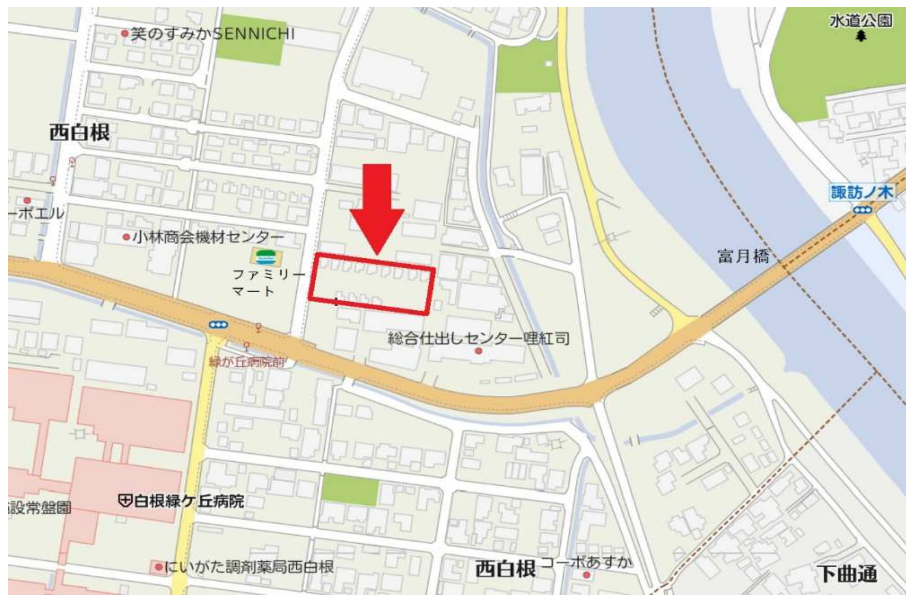 水道公園
笑のすみかSENNICHI
西白根
諏訪ノ木
ーポエル
小林商会機材センター
富月橋
ファミリー
マート
総合仕出しセンター哩紅司
緑が丘病院前
白根緑ケ丘病院
設常盤園
にいがた調剤薬局西白根
西白根
コーポあすか
下曲通